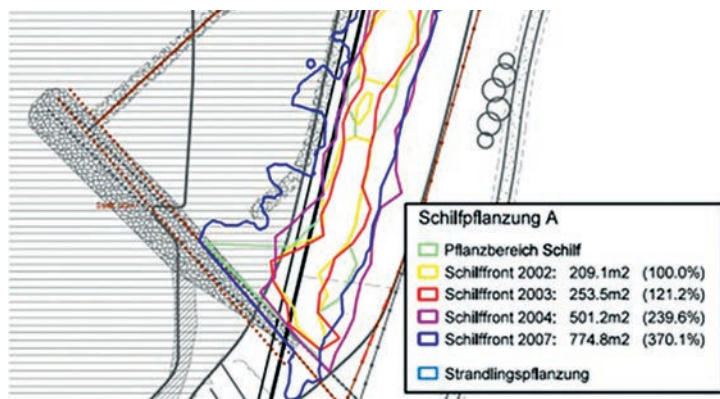 Schilfpflanzung A
Pflanzbereich Schilf
Schilffront 2002: 209.1m2 (100.0%)
Schilffront 2003: 253.5m2 (121.2%)
Schilffront 2004: 501.2m2 (239.6%)
Schilffront 2007: 774.8m2 (370.1%)
Strandlingspflanzung